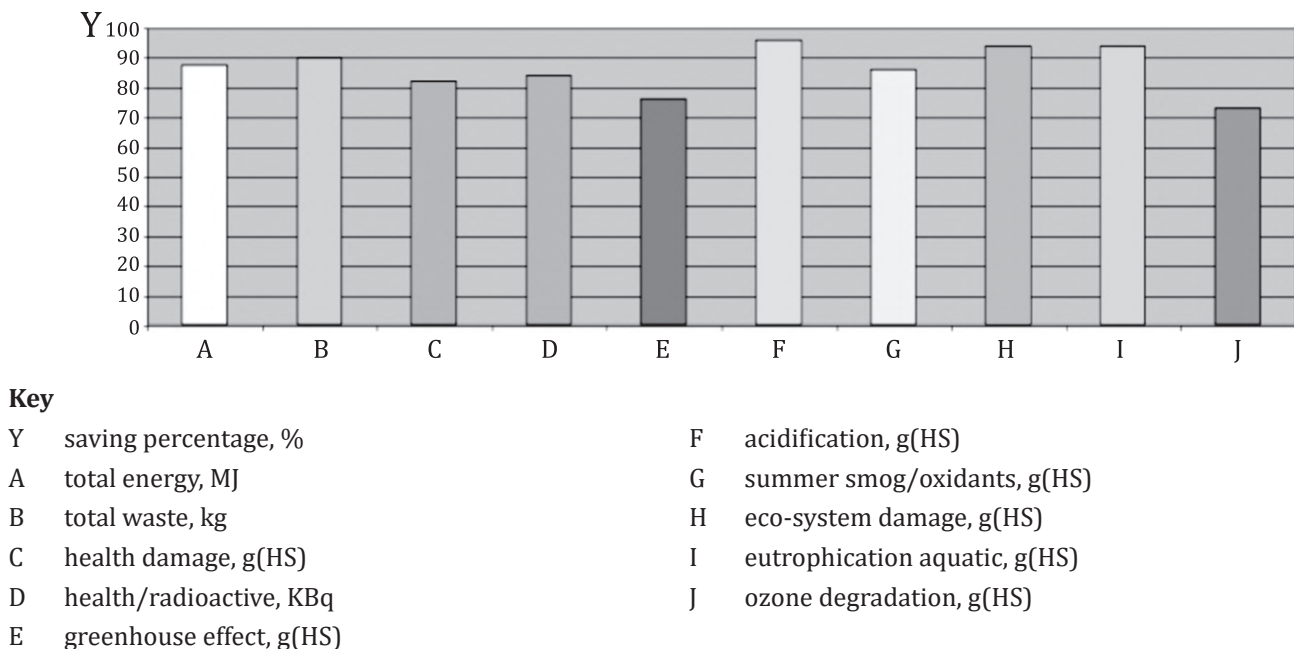 Y 100
90
80
70
60
50
40
30
20
10
0
A B C D E F G H I J
Key
Y saving percentage, %
A total energy, MJ
B total waste, kg
C health damage, g(HS)
D health/radioactive, KBq
E greenhouse effect, g(HS)
F acidification, g(HS)
G summer smog/oxidants, g(HS)
H eco-system damage, g(HS)
I eutrophication aquatic, g(HS)
J ozone degradation, g(HS)